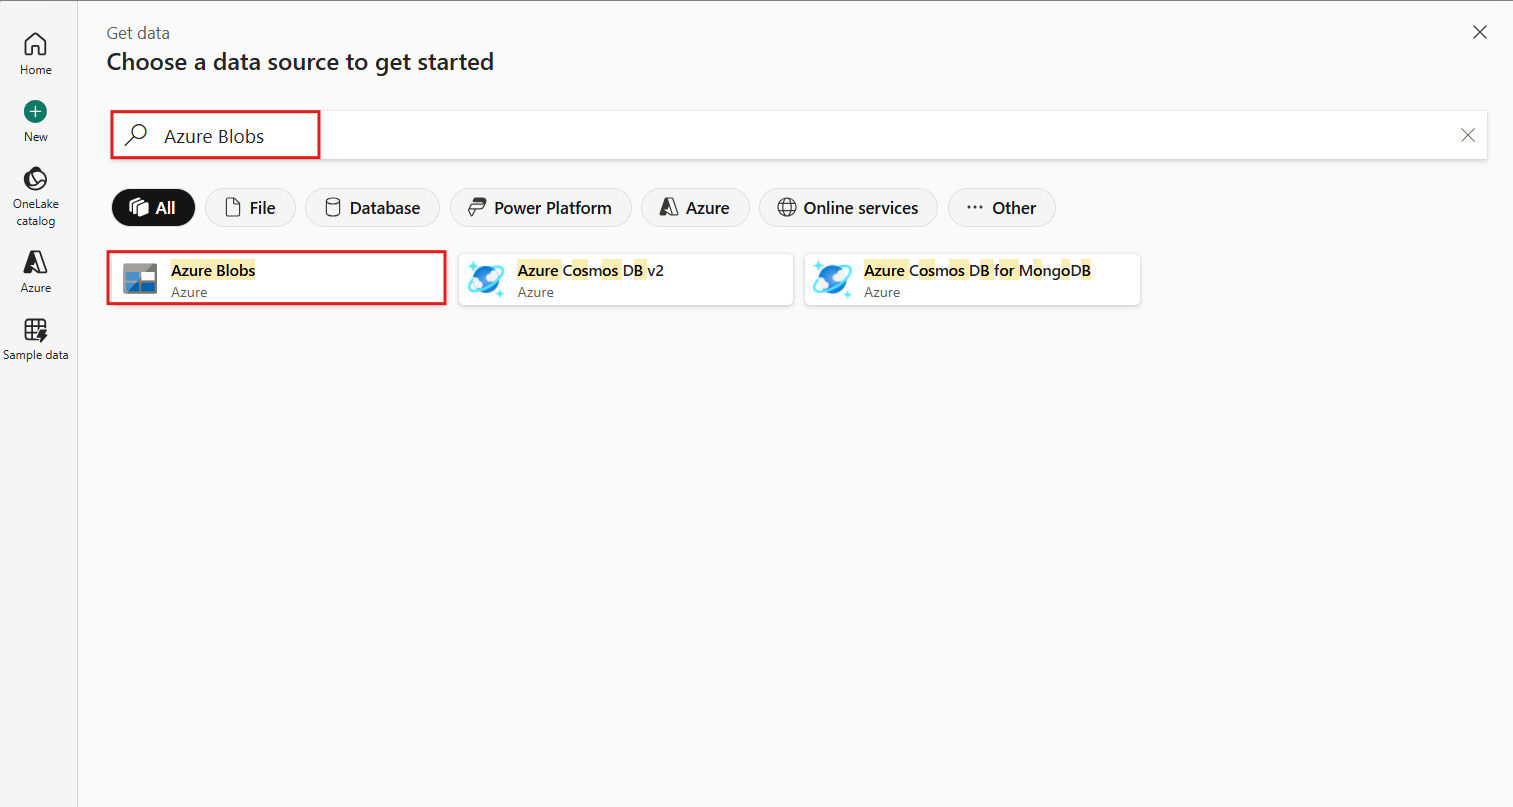 Home
New
OneLake
catalog
Azure
Sample data
Get data
Choose a data source to get started
Azure Blobs
All
File
Database
Power Platform
Azure
Online services
Other
Azure Blobs
Azure
Azure Cosmos DB v2
Azure
Azure Cosmos DB for MongoDB
Azure